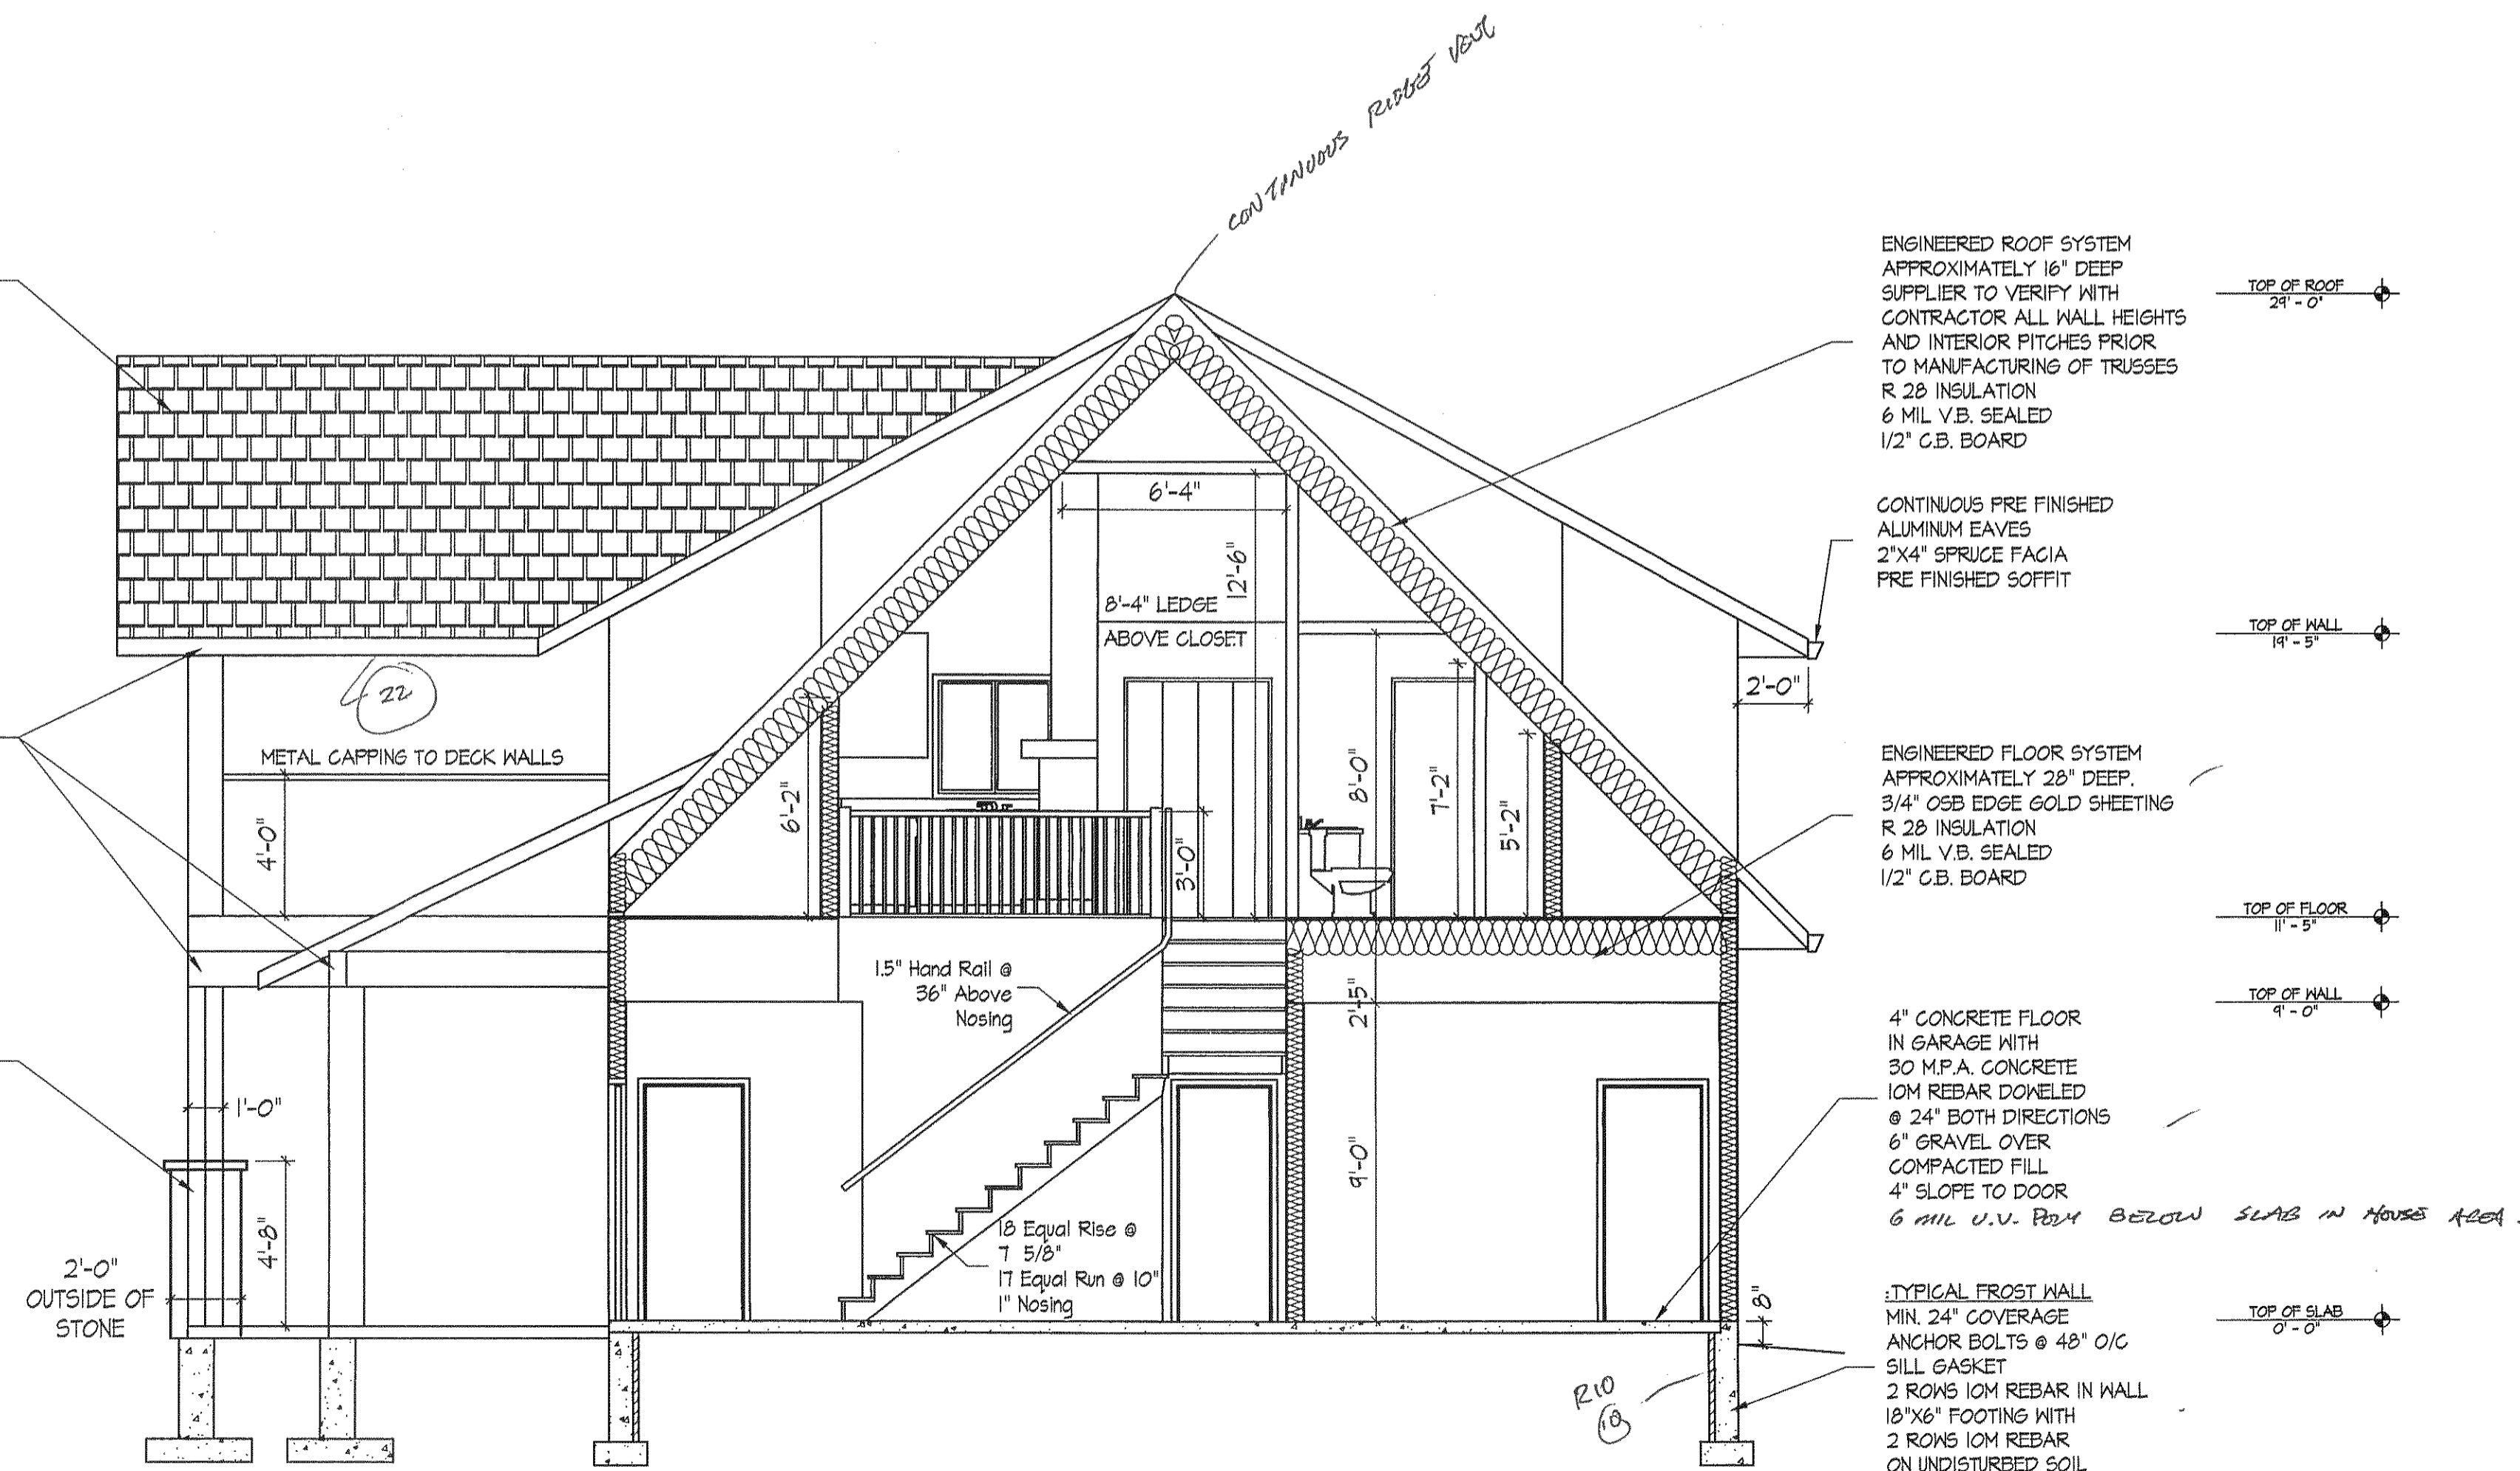 CONTINUOUS RIDGE VENT
ENGINEERED ROOF SYSTEM
APPROXIMATELY 16" DEEP
SUPPLIER TO VERIFY WITH
CONTRACTOR ALL WALL HEIGHTS
AND INTERIOR PITCHES PRIOR
TO MANUFACTURING OF TRUSSES
R 28 INSULATION
6 MIL V.B. SEALED
1/2" C.B. BOARD
TOP OF ROOF
29'-0"
CONTINUOUS PRE FINISHED
ALUMINUM EAVES
2"X4" SPRUCE FACIA
PRE FINISHED SOFFIT
TOP OF WALL
19'-5"
6'-4"
12'-6"
8'-4" LEDGE
ABOVE CLOSET
2'-0"
22
METAL CAPPING TO DECK WALLS
4'-0"
6'-2"
3'-0"
8'-0"
7'-2"
5'-2"
ENGINEERED FLOOR SYSTEM
APPROXIMATELY 28" DEEP.
3/4" OSB EDGE GOLD SHEETING
R 28 INSULATION
6 MIL V.B. SEALED
1/2" C.B. BOARD
TOP OF FLOOR
11'-5"
1.5" Hand Rail @
36" Above
Nosing
2'-5"
TOP OF WALL
9'-0"
4" CONCRETE FLOOR
IN GARAGE WITH
30 M.P.A. CONCRETE
10M REBAR DOWELED
@ 24" BOTH DIRECTIONS
6" GRAVEL OVER
COMPACTED FILL
4" SLOPE TO DOOR
6 MIL U.V. POLY BELOW SLAB IN HOUSE AREA.
1'-0"
9'-0"
4'-8"
18 Equal Rise @
7 5/8"
17 Equal Run @ 10"
1" Nosing
2'-0"
OUTSIDE OF
STONE
8"
:TYPICAL FROST WALL
MIN. 24" COVERAGE
ANCHOR BOLTS @ 48" O/C
SILL GASKET
2 ROWS 10M REBAR IN WALL
18"X6" FOOTING WITH
2 ROWS 10M REBAR
ON UNDISTURBED SOIL
TOP OF SLAB
0'-0"
R10